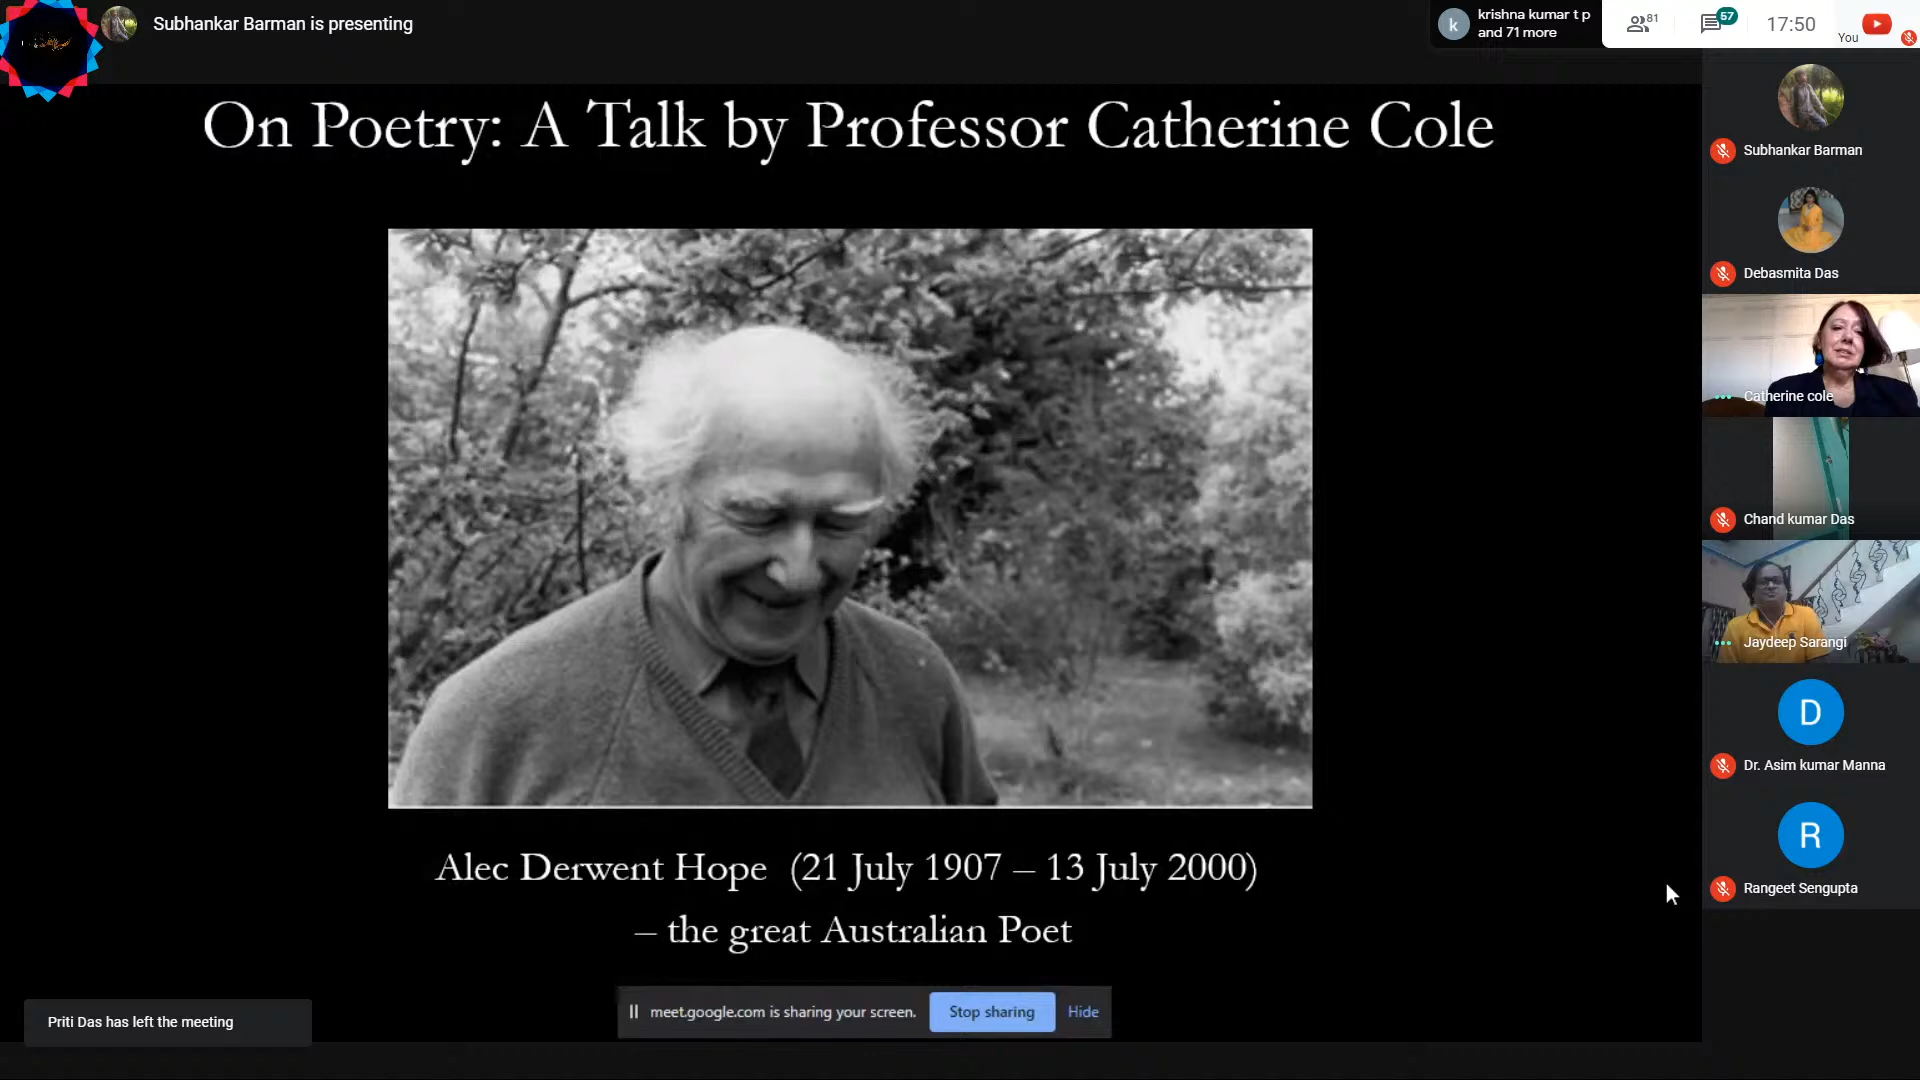 Subhankar Barman is presenting
k
krishna kumar t p
and 71 more
81
57
17:50
You
On Poetry: A Talk by Professor Catherine Cole
Alec Derwent Hope (21 July 1907 – 13 July 2000)
– the great Australian Poet
Subhankar Barman
Debasmita Das
Catherine cole
Chand kumar Das
Jaydeep Sarangi
D
Dr. Asim kumar Manna
R
Rangeet Sengupta
meet.google.com is sharing your screen.
Stop sharing
Hide
Priti Das has left the meeting